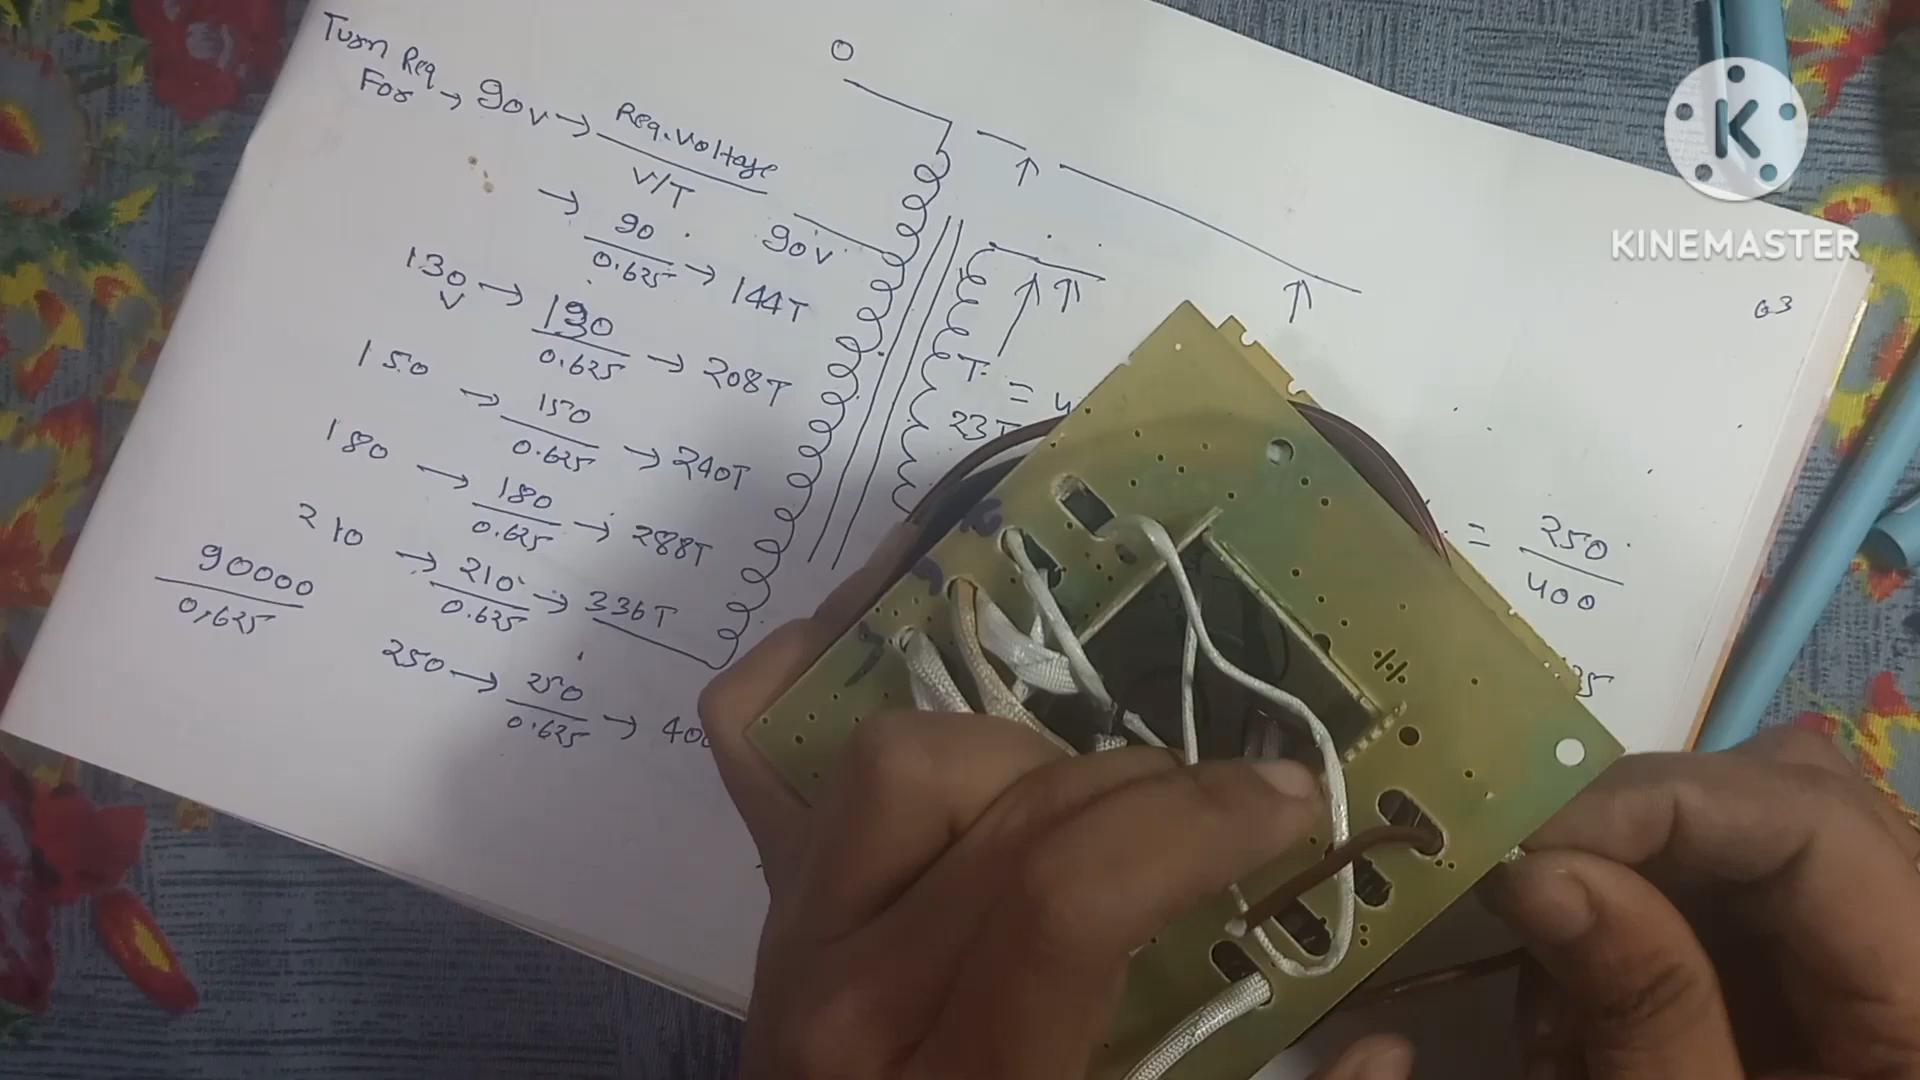 Turn Req
For → 90v → Req.voltage
V/T
0
→ 90
0.625 → 144T
90v
130
v → 130
0.625 → 208T
150 → 150
0.625 → 240T
180 → 180
0.625 → 288T
210 → 210
0.625 → 336T
90000
0.625
250 → 250
0.625 → 400
T. =
23T
= 250
400
63
KINEMASTER